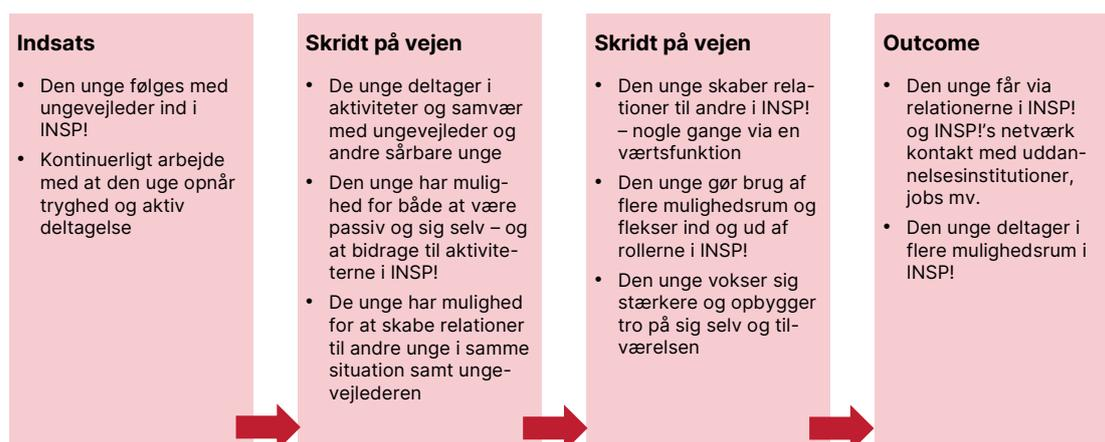 Indsats
• Den unge følges med
ungevejleder ind i
INSP!
• Kontinuerligt arbejde
med at den uge opnår
tryghed og aktiv
deltagelse
Skridt på vejen
• De unge deltager i
aktiviteter og samvær
med ungevejleder og
andre sårbare unge
• Den unge har mulig-
hed for både at være
passiv og sig selv – og
at bidrage til aktivite-
terne i INSP!
• De unge har mulighed
for at skabe relationer
til andre unge i samme
situation samt unge-
vejlederen
Skridt på vejen
• Den unge skaber rela-
tioner til andre i INSP!
– nogle gange via en
værtsfunktion
• Den unge gør brug af
flere mulighedsrum og
flekser ind og ud af
rollerne i INSP!
• Den unge vokser sig
stærkere og opbygger
tro på sig selv og til-
værelsen
Outcome
• Den unge får via
relationerne i INSP!
og INSP!’s netværk
kontakt med uddan-
nelsesinstitutioner,
jobs mv.
• Den unge deltager i
flere mulighedsrum i
INSP!